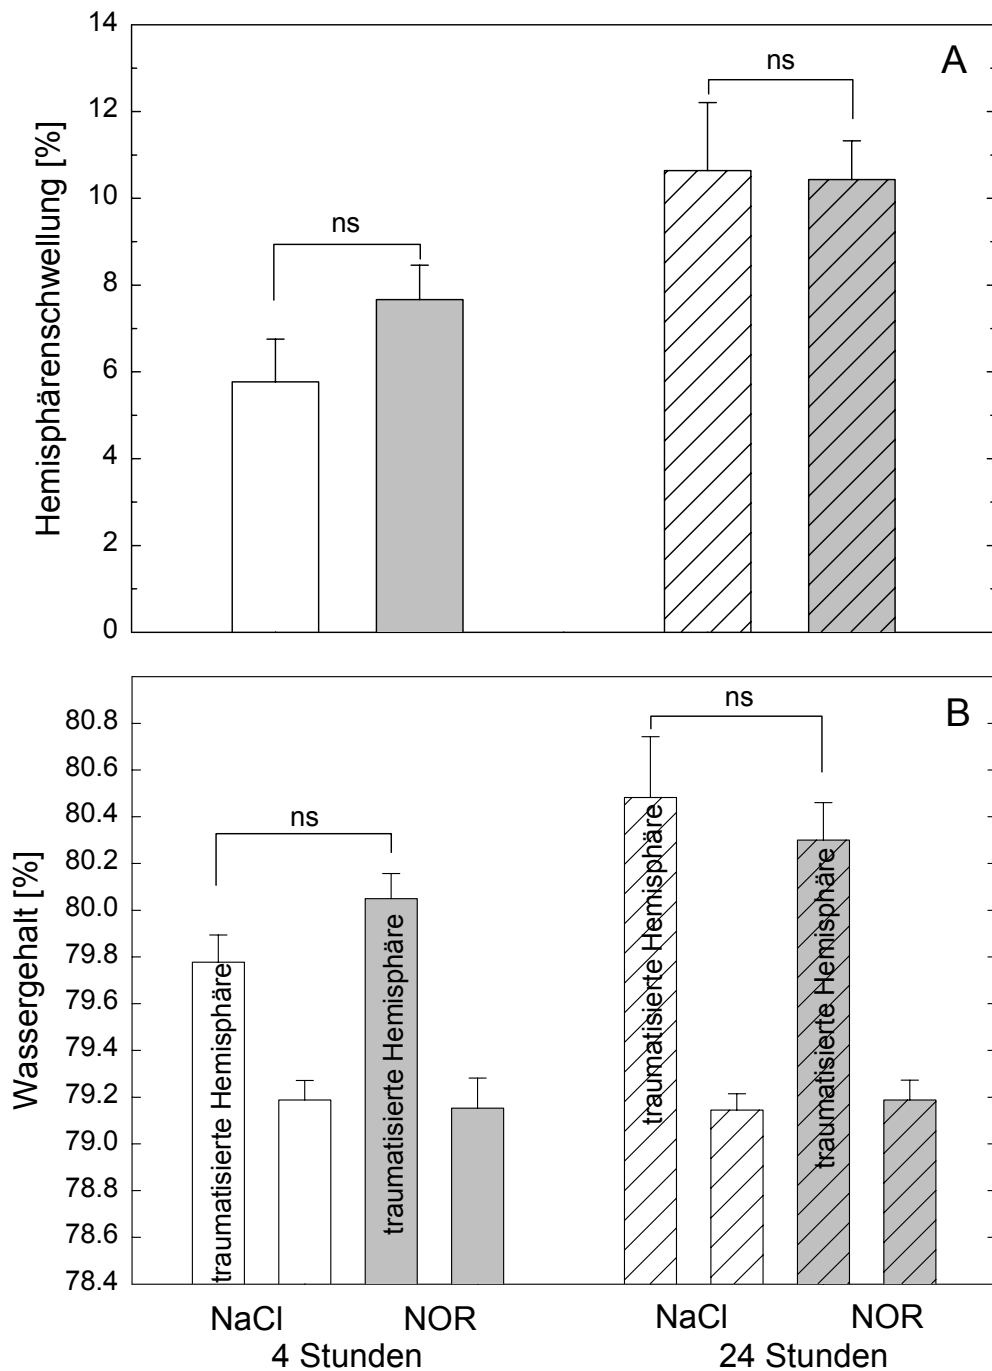 A
Hemisphärenschwellung [%]
14
12
10
8
6
4
2
0
ns
ns
B
Wassergehalt [%]
80.8
80.6
80.4
80.2
80.0
79.8
79.6
79.4
79.2
79.0
78.8
78.6
78.4
ns
ns
traumatisierte Hemisphäre
traumatisierte Hemisphäre
traumatisierte Hemisphäre
traumatisierte Hemisphäre
NaCl NOR NaCl NOR
4 Stunden 24 Stunden